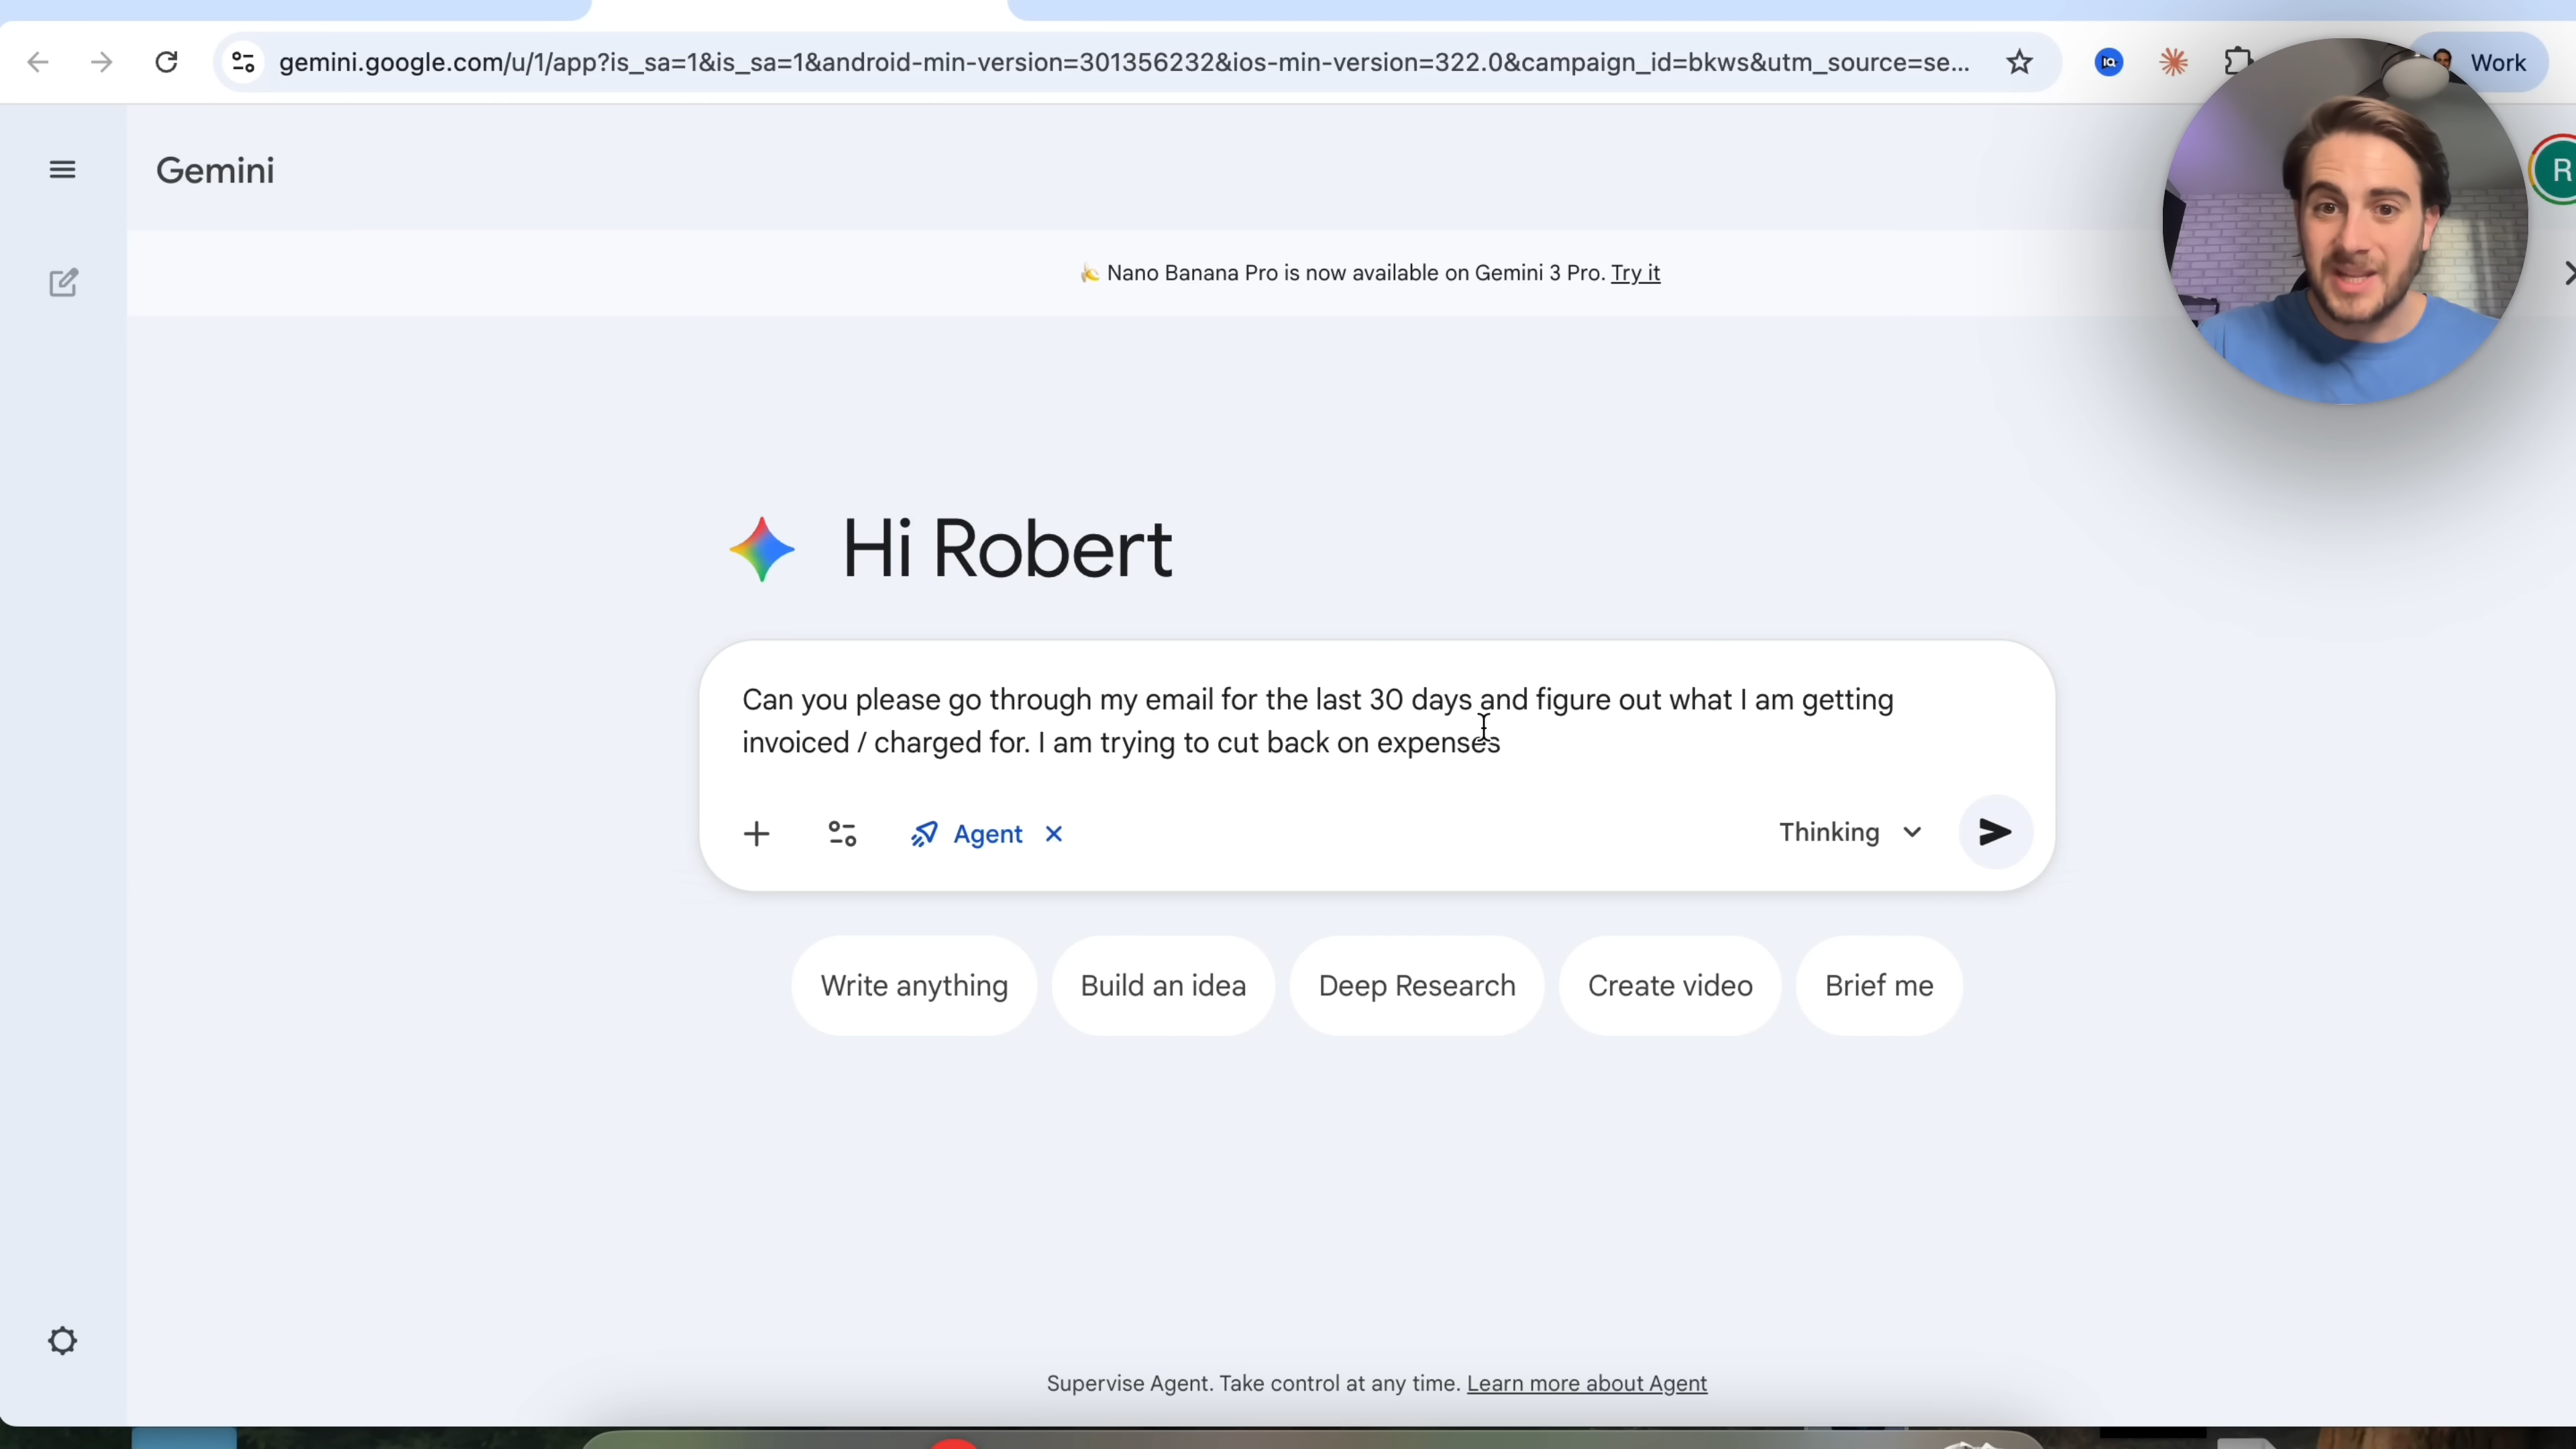 gemini.google.com/u/1/app?is_sa=1&is_sa=1&android-min-version=301356232&ios-min-version=322.0&campaign_id=bkws&utm_source=se...
IQ
Work
Gemini
R
Nano Banana Pro is now available on Gemini 3 Pro. Try it
Hi Robert
Can you please go through my email for the last 30 days and figure out what I am getting
invoiced / charged for. I am trying to cut back on expenses
Agent
Thinking
Write anything
Build an idea
Deep Research
Create video
Brief me
Supervise Agent. Take control at any time. Learn more about Agent